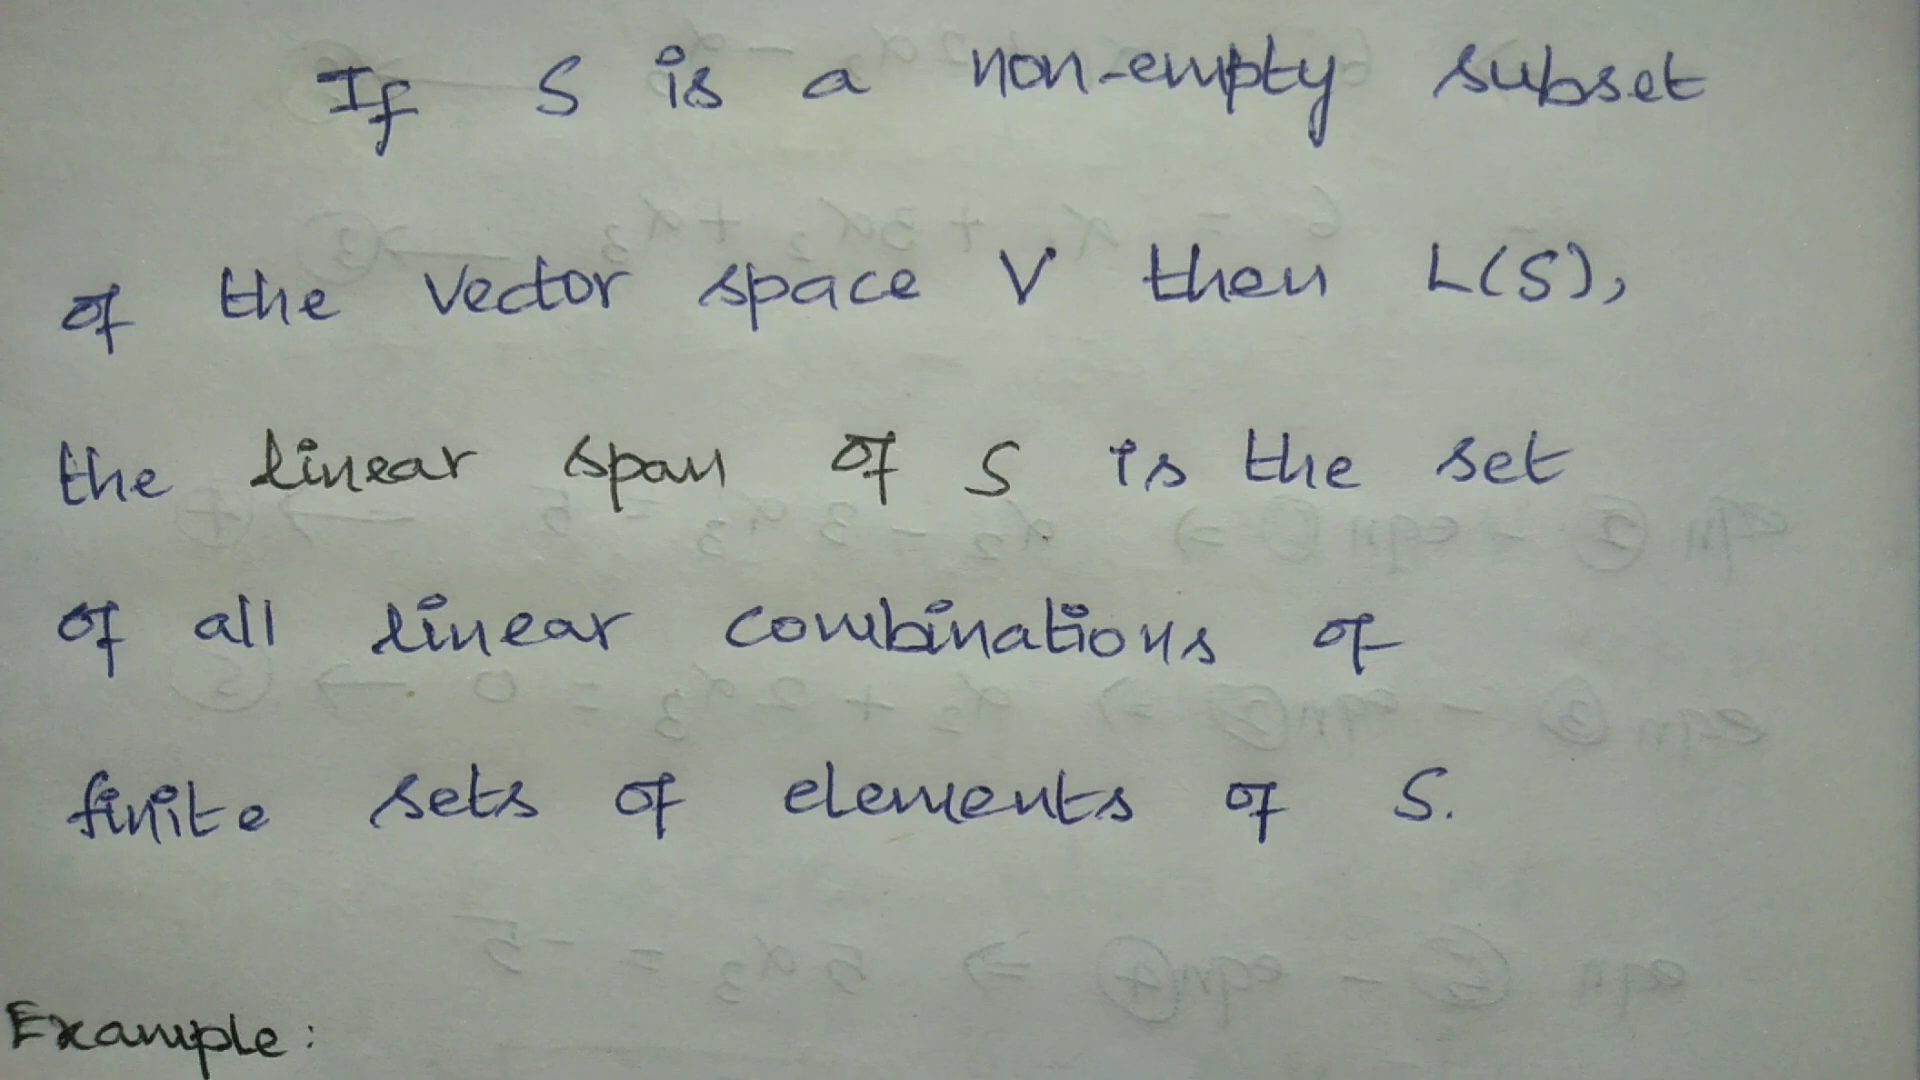 If S is a non-empty subset
of the vector space V then L(S),
the linear span of S is the set
of all linear combinations of
finite sets of elements of S.
Example: